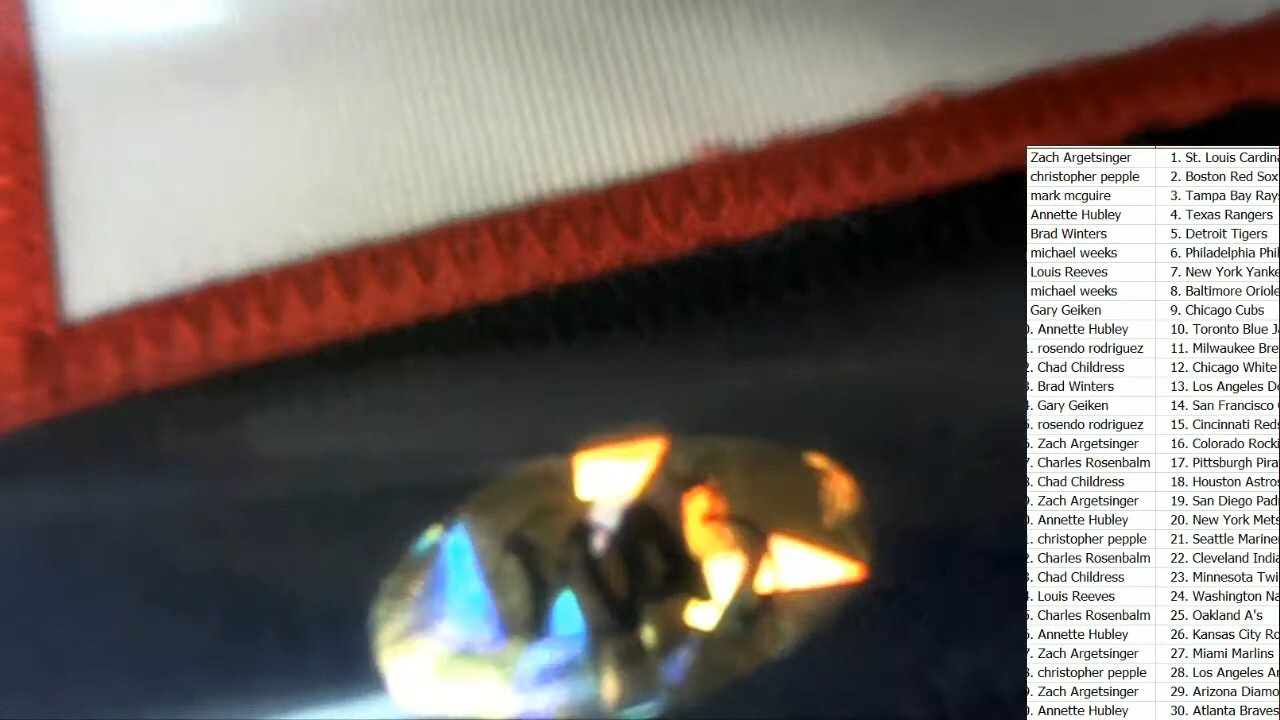 Zach Argetsinger 1. St. Louis Cardin
christopher pepple 2. Boston Red Sox
mark mcguire 3. Tampa Bay Ray
Annette Hubley 4. Texas Rangers
Brad Winters 5. Detroit Tigers
michael weeks 6. Philadelphia Phil
Louis Reeves 7. New York Yanke
michael weeks 8. Baltimore Oriole
Gary Geiken 9. Chicago Cubs
. Annette Hubley 10. Toronto Blue J
. rosendo rodriguez 11. Milwaukee Bre
. Chad Childress 12. Chicago White
. Brad Winters 13. Los Angeles Do
. Gary Geiken 14. San Francisco
. rosendo rodriguez 15. Cincinnati Reds
. Zach Argetsinger 16. Colorado Rock
. Charles Rosenbalm 17. Pittsburgh Pira
. Chad Childress 18. Houston Astros
. Zach Argetsinger 19. San Diego Pad
. Annette Hubley 20. New York Mets
. christopher pepple 21. Seattle Marine
. Charles Rosenbalm 22. Cleveland Indi
. Chad Childress 23. Minnesota Twi
. Louis Reeves 24. Washington Na
. Charles Rosenbalm 25. Oakland A's
. Annette Hubley 26. Kansas City Ro
. Zach Argetsinger 27. Miami Marlins
. christopher pepple 28. Los Angeles An
. Zach Argetsinger 29. Arizona Diamo
. Annette Hubley 30. Atlanta Braves